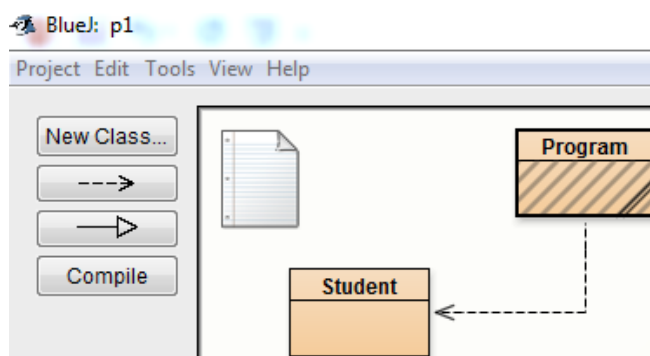 BlueJ: p1
Project Edit Tools View Help
New Class...
Program
Compile
Student